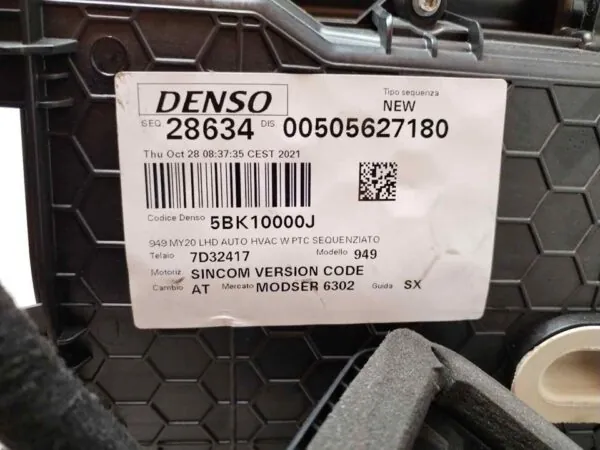 DENSO
Tipo sequenza
NEW
SEQ. 28634 DIS. 00505627180
Thu Oct 28 08:37:35 CEST 2021
Codice Denso 5BK10000J
949 MY20 LHD AUTO HVAC W PTC SEQUENZIATO
Telaio 7D32417 Modello 949
Motoriz SINCOM VERSION CODE
Cambio AT Mercato MODSER 6302 Guida SX